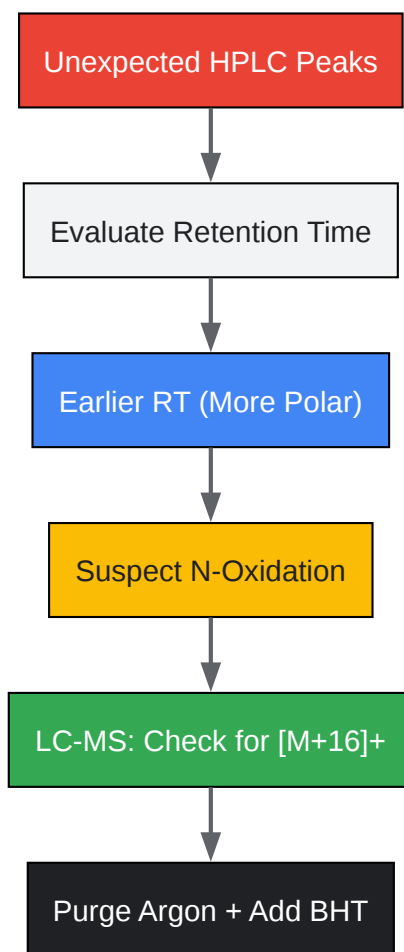 Unexpected HPLC Peaks
Evaluate Retention Time
Earlier RT (More Polar)
Suspect N-Oxidation
LC-MS: Check for [M+16]+
Purge Argon + Add BHT